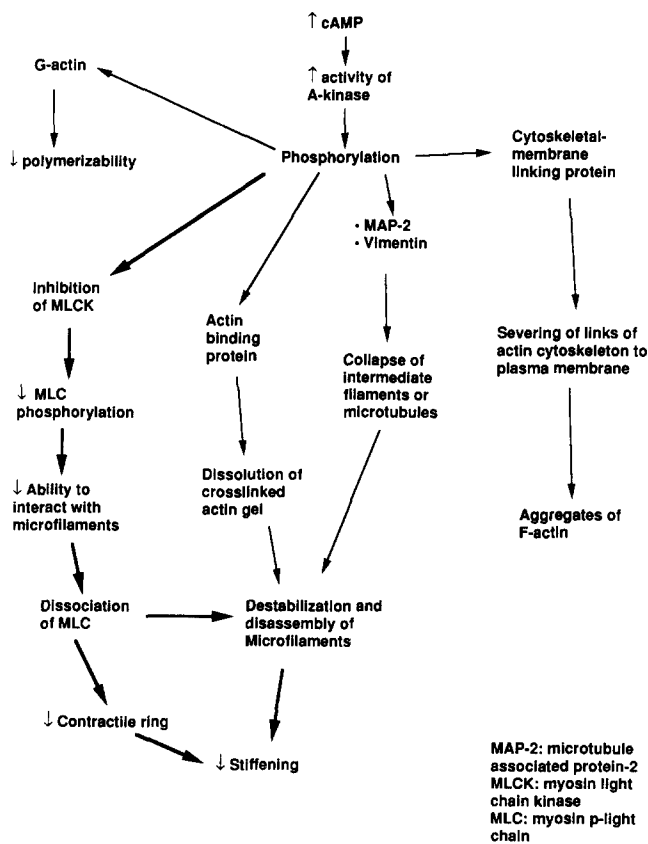 ↑ cAMP
↑ activity of
A-kinase
G-actin
↓ polymerizability
Phosphorylation
Cytoskeletal-
membrane
linking protein
• MAP-2
• Vimentin
Inhibition
of MLCK
Actin
binding
protein
Collapse of
intermediate
filaments or
microtubules
Severing of links of
actin cytoskeleton to
plasma membrane
↓ MLC
phosphorylation
↓ Ability to
interact with
microfilaments
Dissolution of
crosslinked
actin gel
Aggregates of
F-actin
Dissociation
of MLC
Destabilization and
disassembly of
Microfilaments
↓ Contractile ring
↓ Stiffening
MAP-2: microtubule
associated protein-2
MLCK: myosin light
chain kinase
MLC: myosin p-light
chain